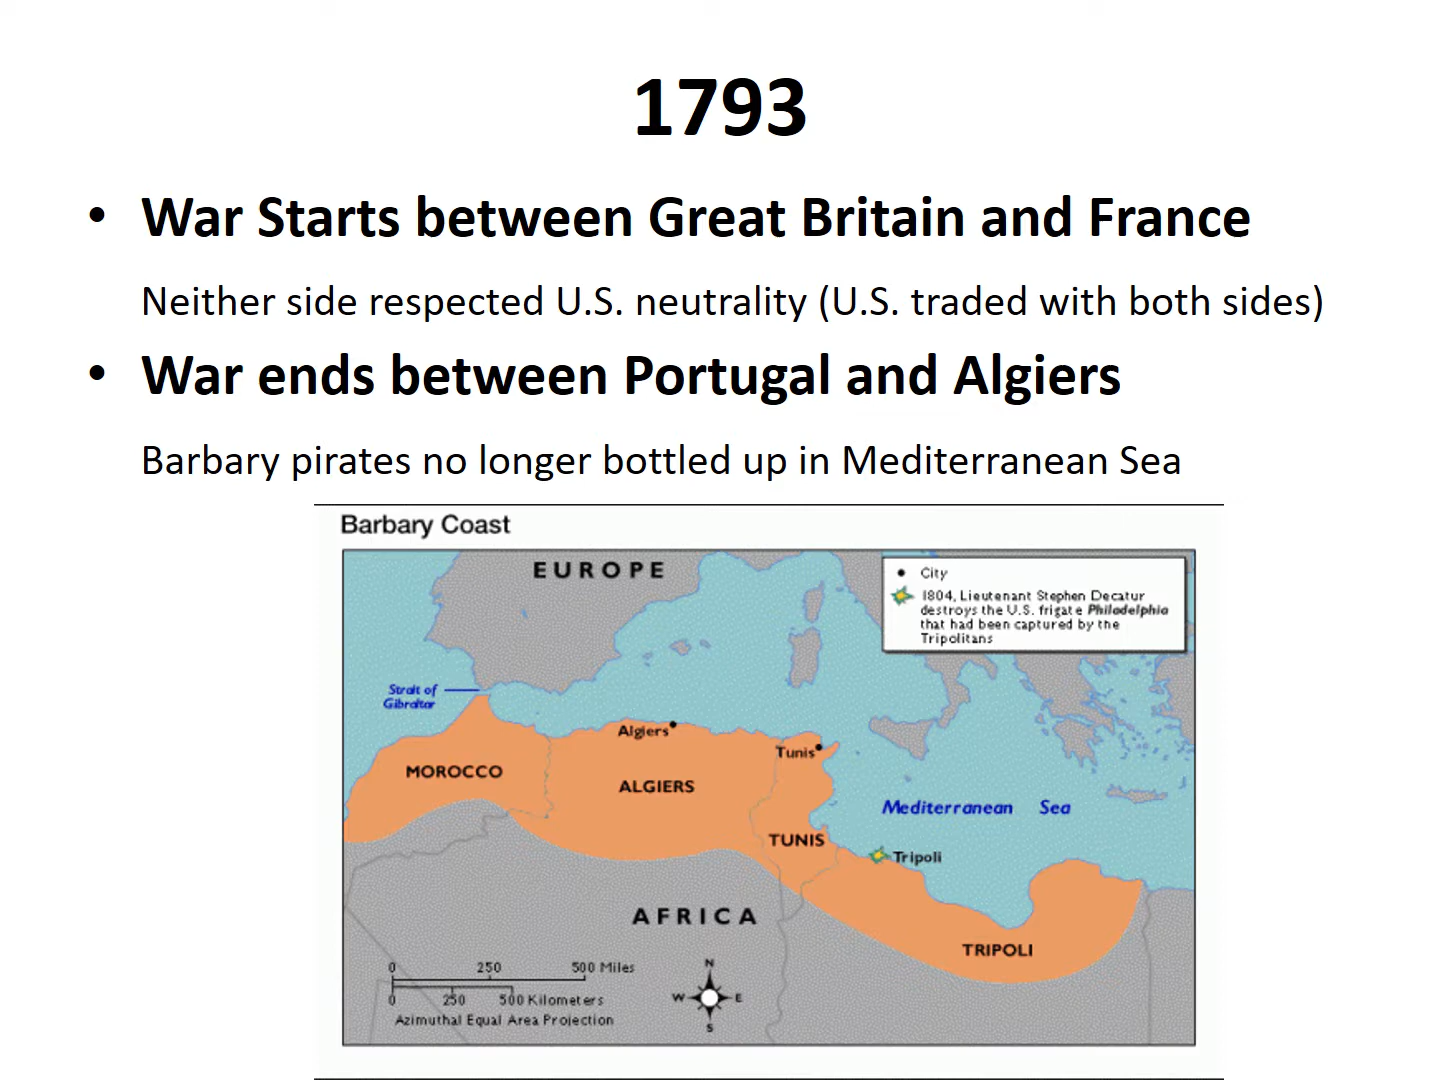 1793
• War Starts between Great Britain and France
Neither side respected U.S. neutrality (U.S. traded with both sides)
• War ends between Portugal and Algiers
Barbary pirates no longer bottled up in Mediterranean Sea
Barbary Coast
EUROPE
• City
1804, Lieutenant Stephen Decatur
destroys the U.S. frigate Philadelphia
that had been captured by the
Tripolitans
Strait of
Gibraltar
Algiers
Tunis
MOROCCO
ALGIERS
Mediterranean Sea
TUNIS
Tripoli
AFRICA
TRIPOLI
0 250 500 Miles
0 250 500 Kilometers
Azimuthal Equal Area Projection
N
W E
S